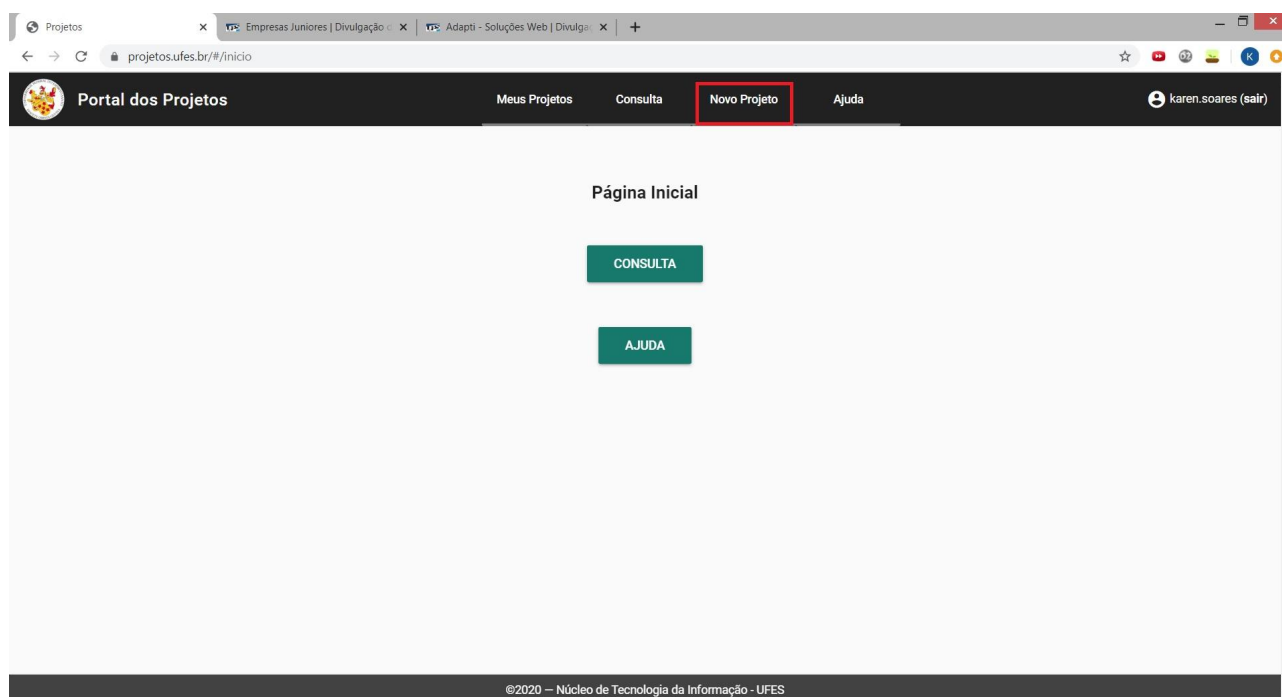 Projetos
Empresas Juniores | Divulgação
Adapti - Soluções Web | Divulga
projetos.ufes.br/#/inicio
K
Portal dos Projetos
Meus Projetos
Consulta
Novo Projeto
Ajuda
karen.soares (sair)
Página Inicial
CONSULTA
AJUDA
©2020 — Núcleo de Tecnologia da Informação - UFES